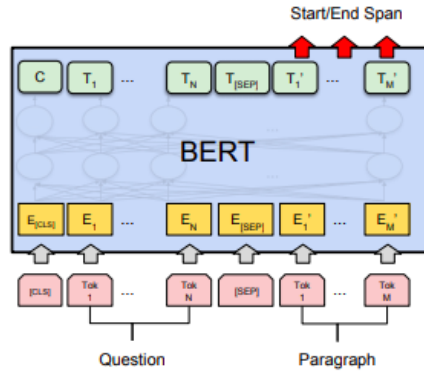 Start/End Span
C T1 ... TN T[SEP] T1' ... TM'
...
BERT
...
E[CLS] E1 ... EN E[SEP] E1' ... EM'
[CLS] Tok 1 ... Tok N [SEP] Tok 1 ... Tok M
Question Paragraph